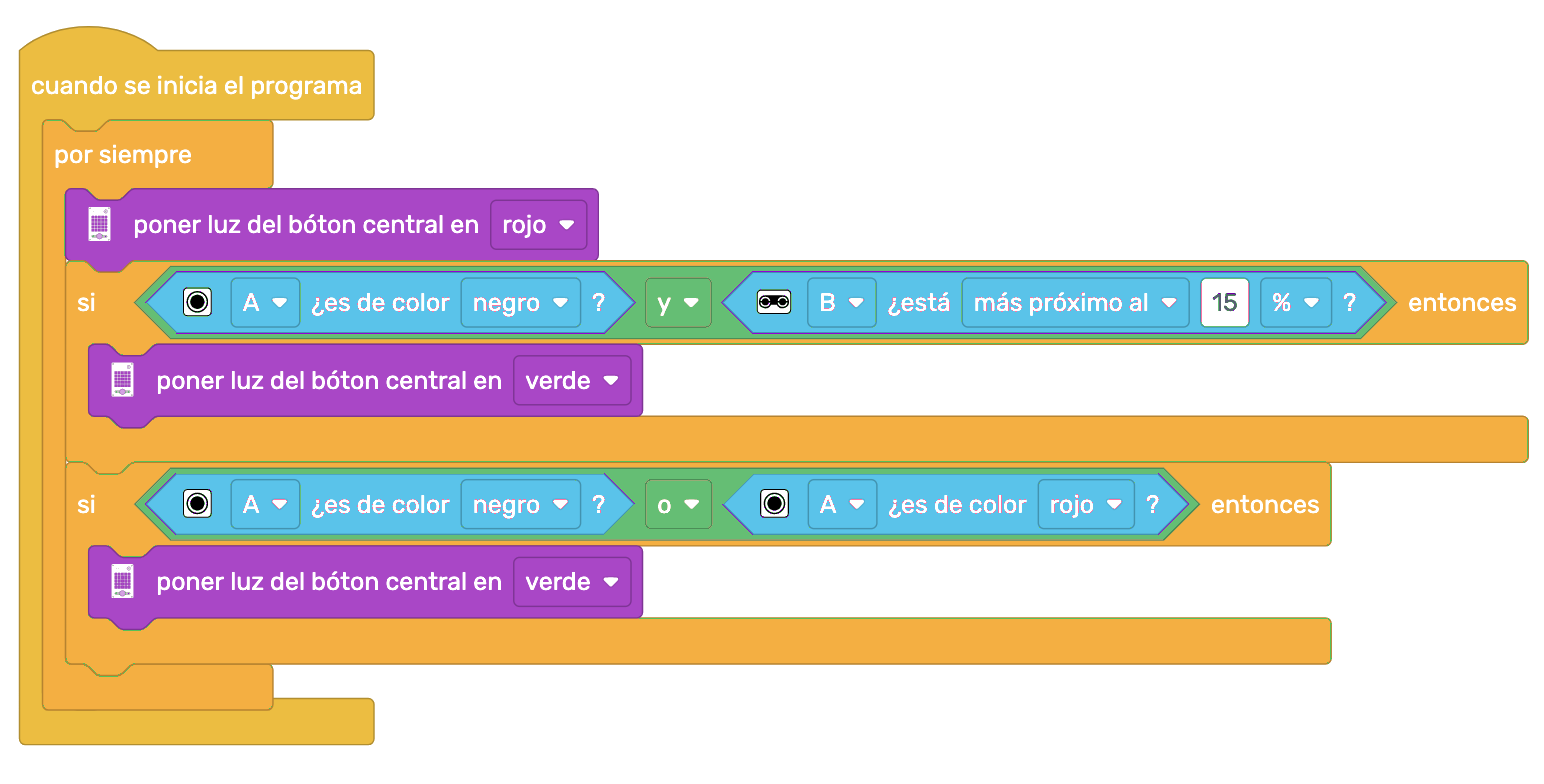 cuando se inicia el programa
por siempre
poner luz del bóton central en rojo
si A ¿es de color negro ? y B ¿está más próximo al 15 % ? entonces
poner luz del bóton central en verde
si A ¿es de color negro ? o A ¿es de color rojo ? entonces
poner luz del bóton central en verde